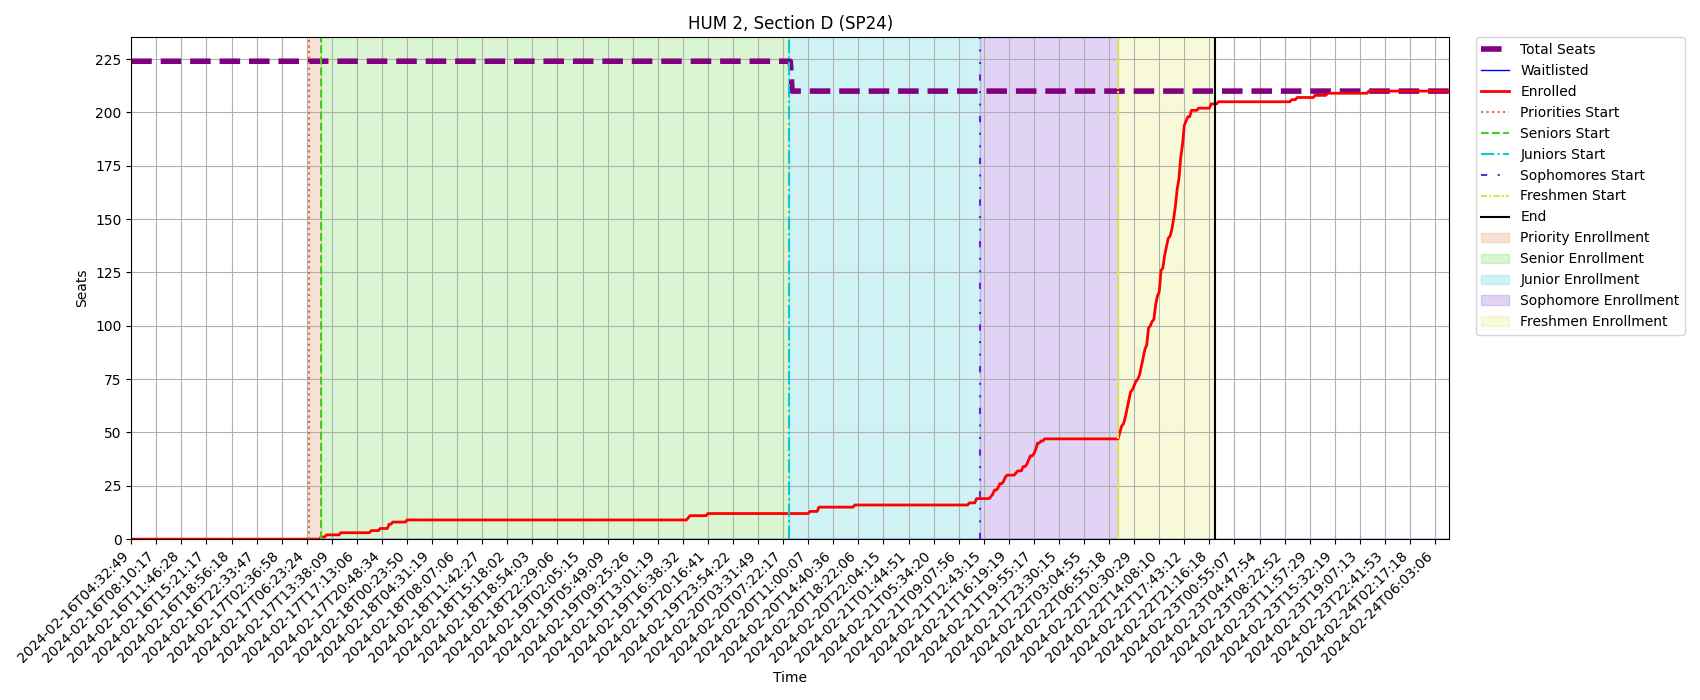 HUM 2, Section D (SP24)
Seats
225
200
175
150
125
100
75
50
25
0
2024-02-16T04:32:49
2024-02-16T08:10:17
2024-02-16T11:46:28
2024-02-16T15:21:17
2024-02-16T18:56:18
2024-02-16T22:33:47
2024-02-17T02:36:58
2024-02-17T06:23:24
2024-02-17T13:38:09
2024-02-17T17:13:06
2024-02-17T20:48:34
2024-02-18T00:23:50
2024-02-18T04:31:19
2024-02-18T08:07:06
2024-02-18T11:42:27
2024-02-18T15:18:02
2024-02-18T18:54:03
2024-02-18T22:29:06
2024-02-19T02:05:15
2024-02-19T05:49:09
2024-02-19T09:25:26
2024-02-19T13:01:19
2024-02-19T16:38:32
2024-02-19T20:16:41
2024-02-19T23:54:22
2024-02-20T03:31:49
2024-02-20T07:22:17
2024-02-20T11:00:07
2024-02-20T14:40:36
2024-02-20T18:22:06
2024-02-20T22:04:15
2024-02-21T01:44:51
2024-02-21T05:34:20
2024-02-21T09:07:56
2024-02-21T12:43:15
2024-02-21T16:19:19
2024-02-21T19:55:17
2024-02-21T23:30:15
2024-02-22T03:04:55
2024-02-22T06:55:18
2024-02-22T10:30:29
2024-02-22T14:08:10
2024-02-22T17:43:12
2024-02-22T21:16:18
2024-02-23T00:55:07
2024-02-23T04:47:54
2024-02-23T08:22:52
2024-02-23T11:57:29
2024-02-23T15:32:19
2024-02-23T19:07:13
2024-02-23T22:41:53
2024-02-24T02:17:18
2024-02-24T06:03:06
Time
Total Seats
Waitlisted
Enrolled
Priorities Start
Seniors Start
Juniors Start
Sophomores Start
Freshmen Start
End
Priority Enrollment
Senior Enrollment
Junior Enrollment
Sophomore Enrollment
Freshmen Enrollment